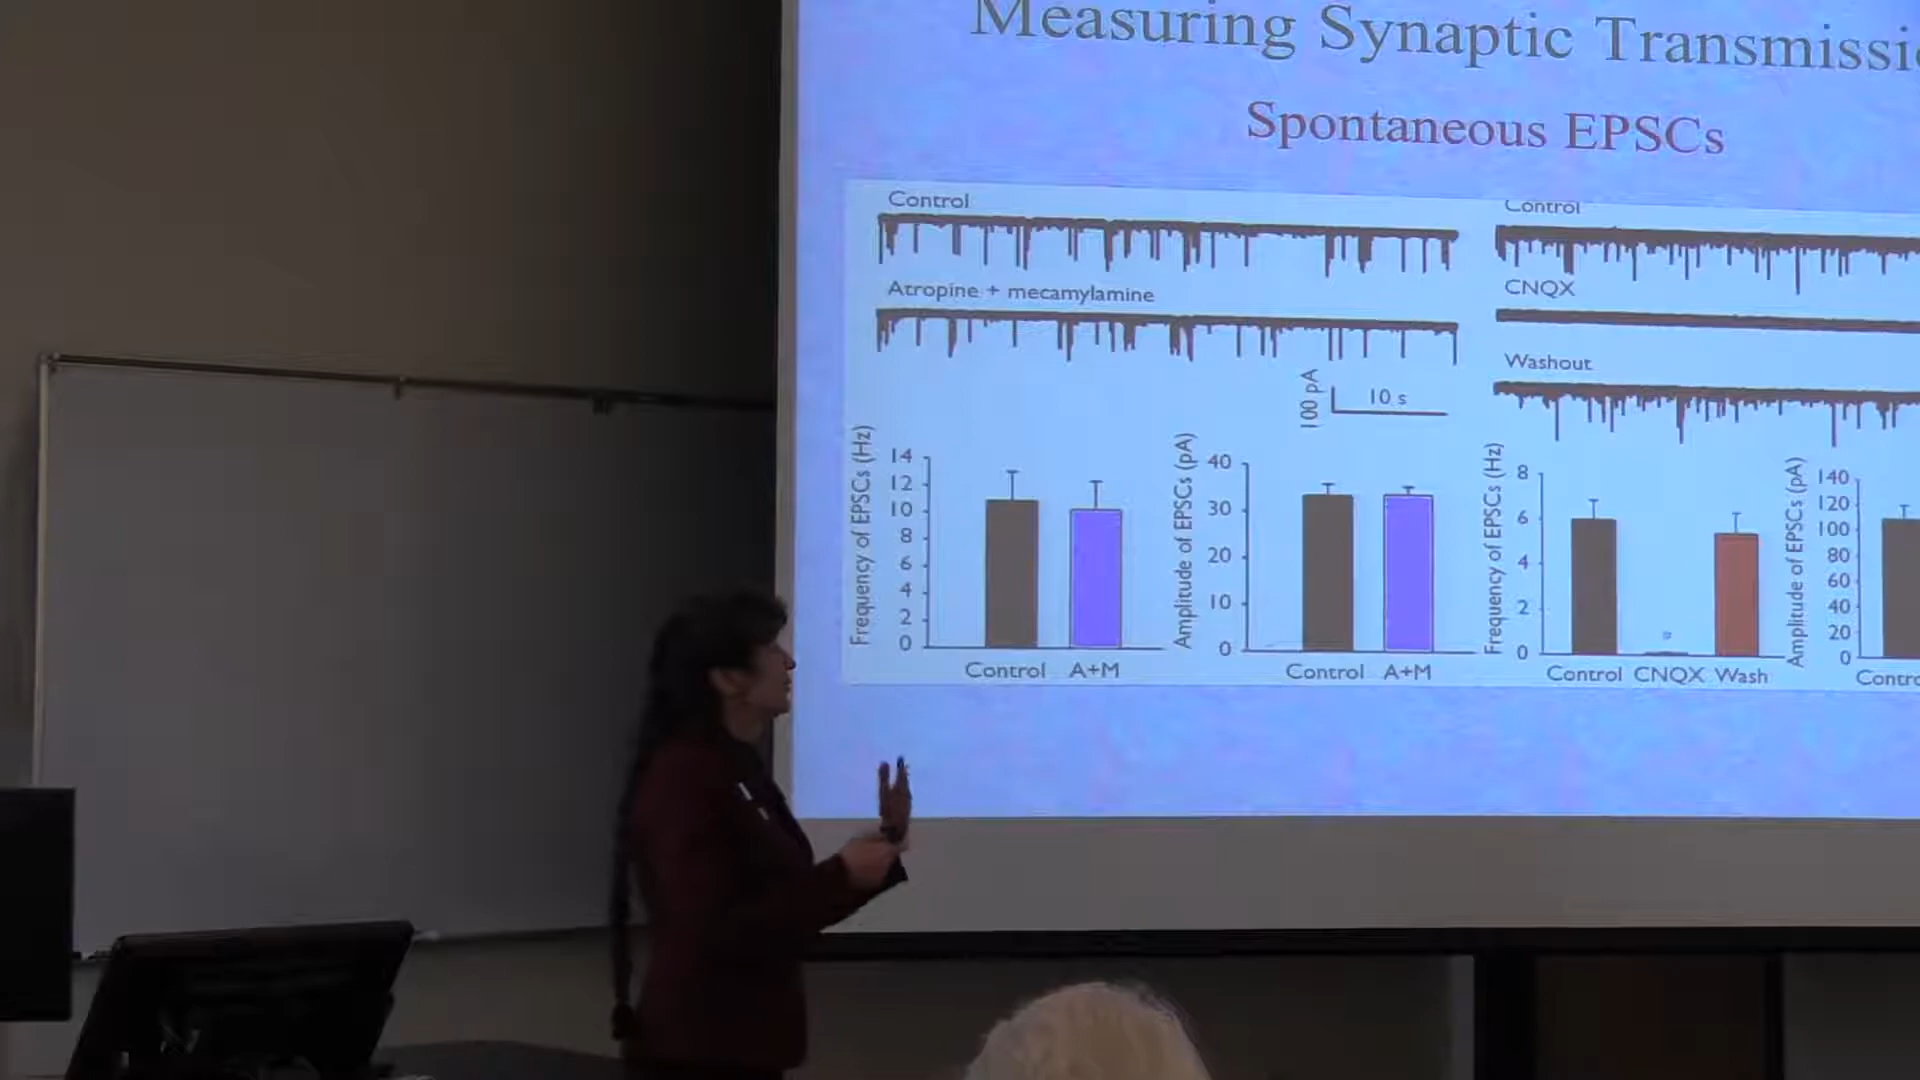 Measuring Synaptic Transmissi
Spontaneous EPSCs
Control
Atropine + mecamylamine
100 pA
10 s
Control
CNQX
Washout
Frequency of EPSCs (Hz)
14
12
10
8
6
4
2
0
Control A+M
Amplitude of EPSCs (pA)
40
30
20
10
0
Control A+M
Frequency of EPSCs (Hz)
8
6
4
2
0
Control CNQX Wash
Amplitude of EPSCs (pA)
140
120
100
80
60
40
20
0
Contro